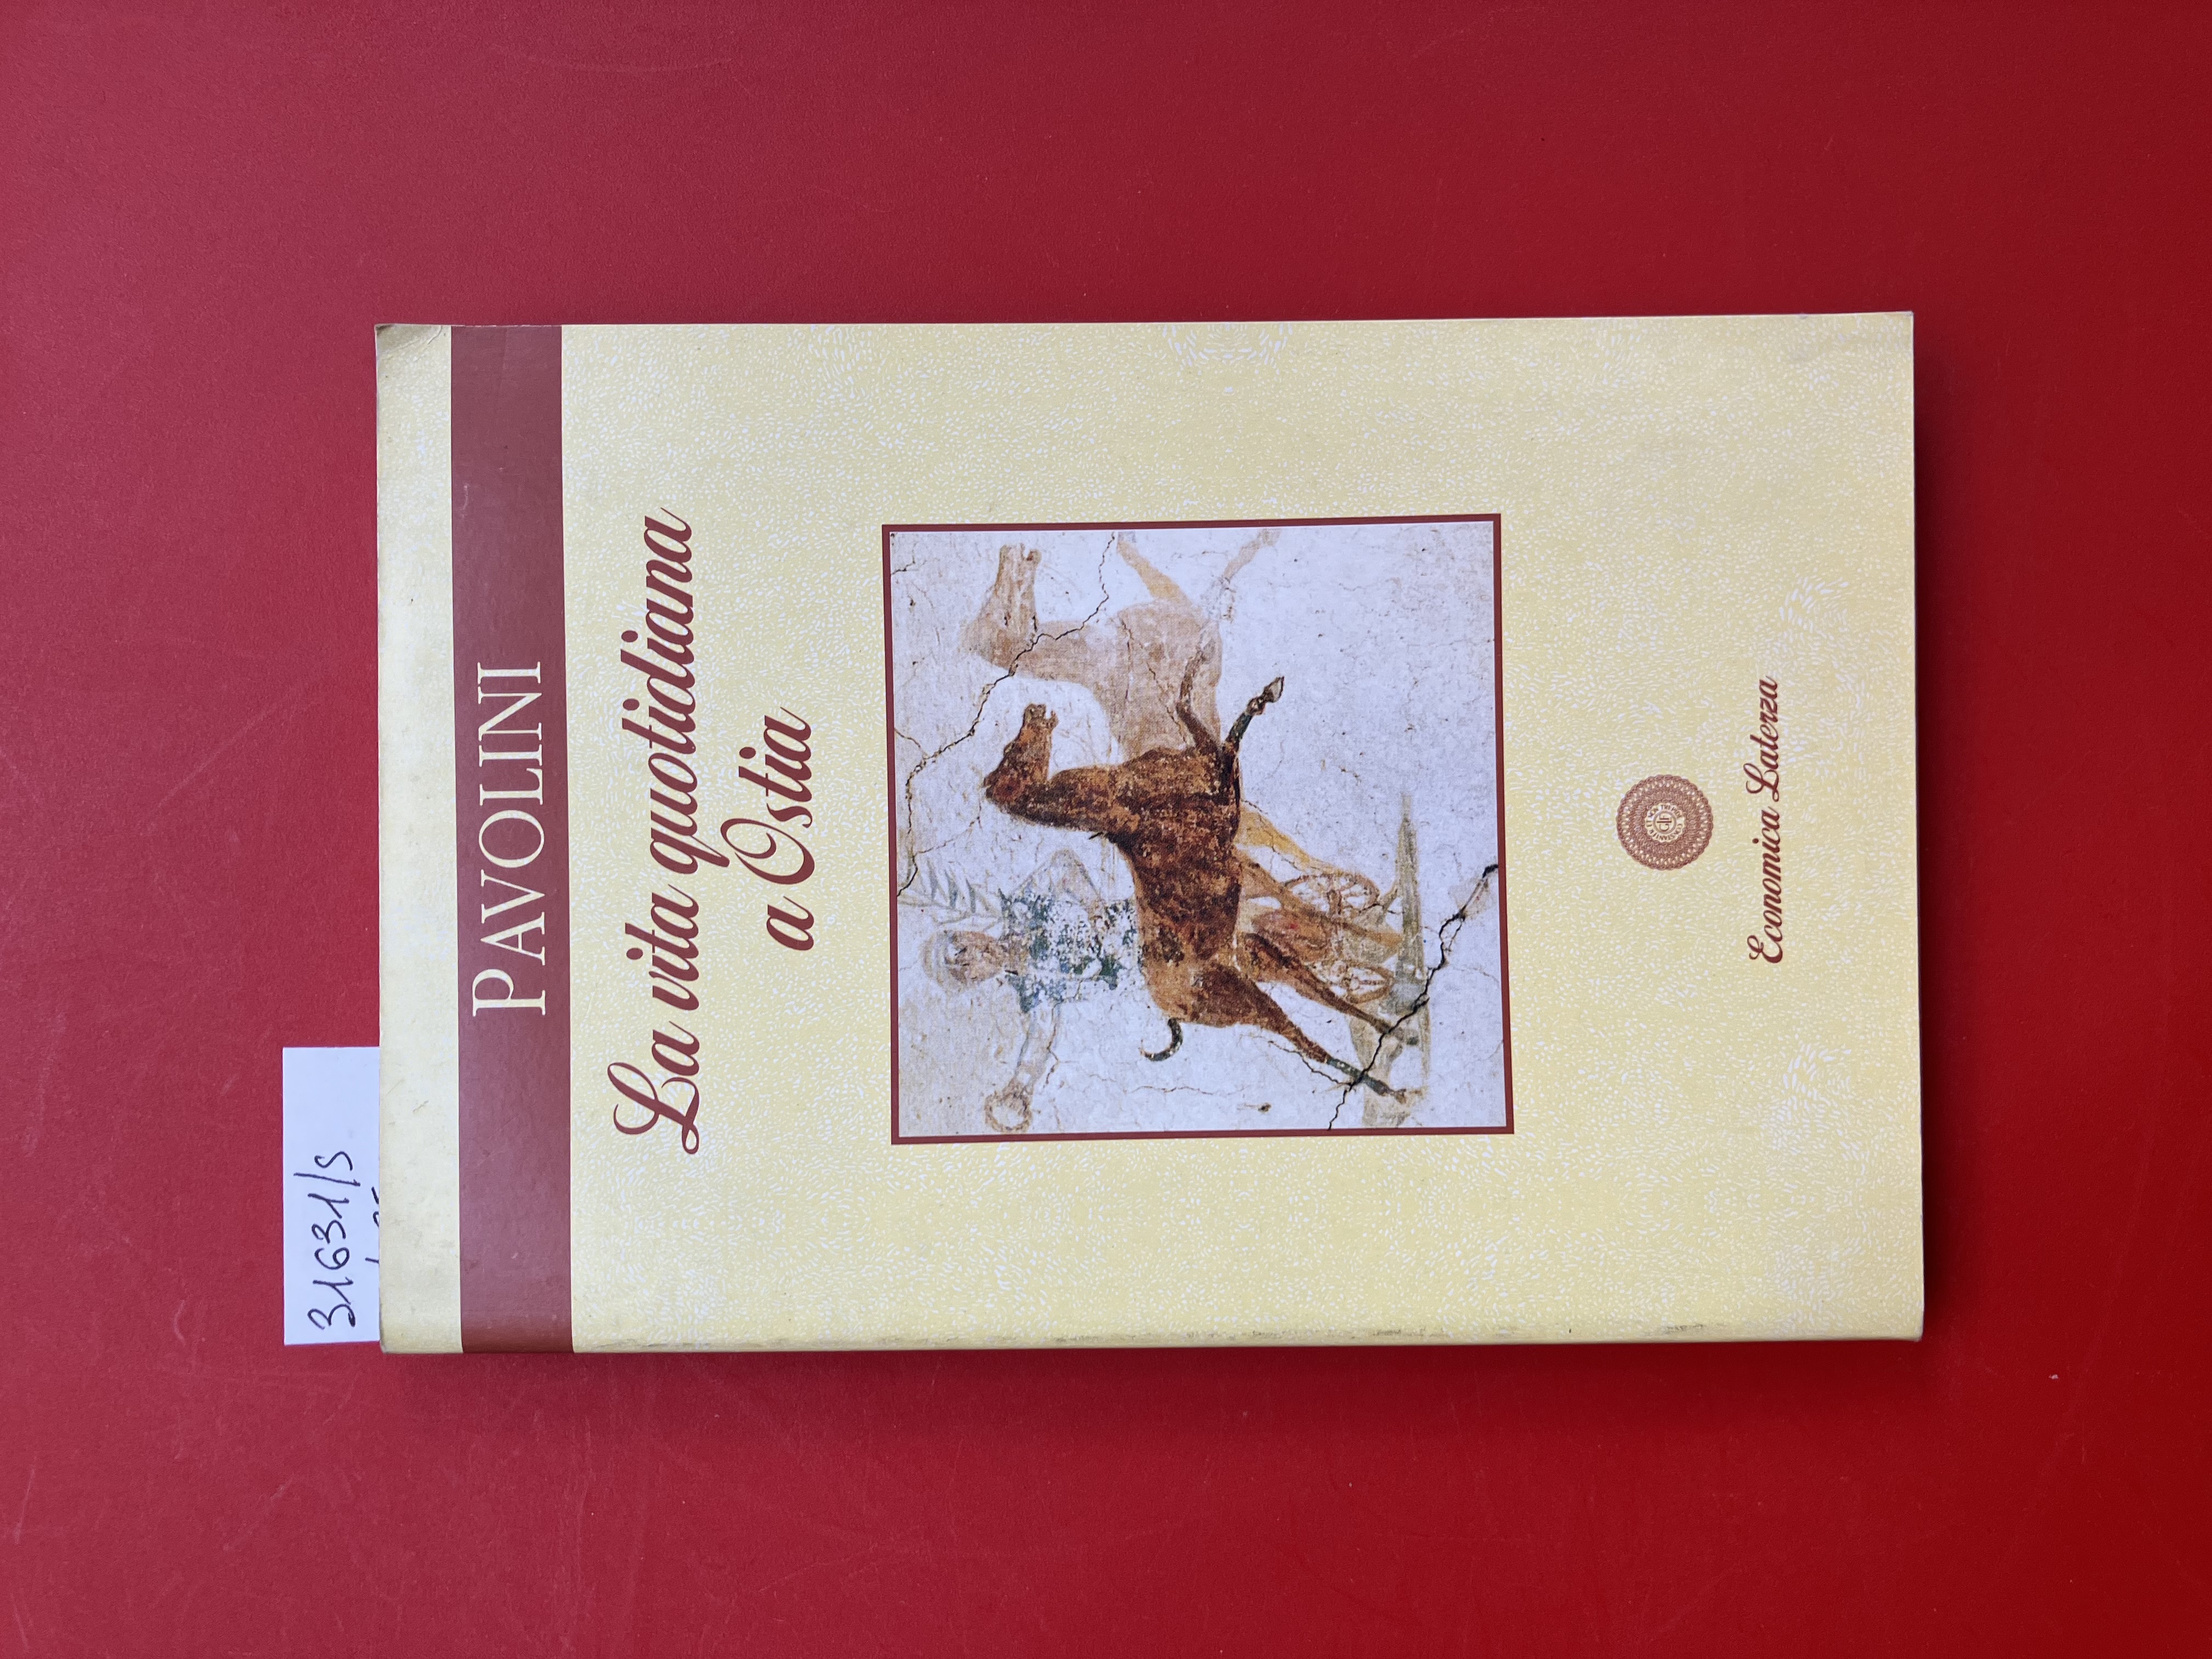 31631/S
PAVOLINI
La vita quotidiana
a Ostia
Economica Laterza